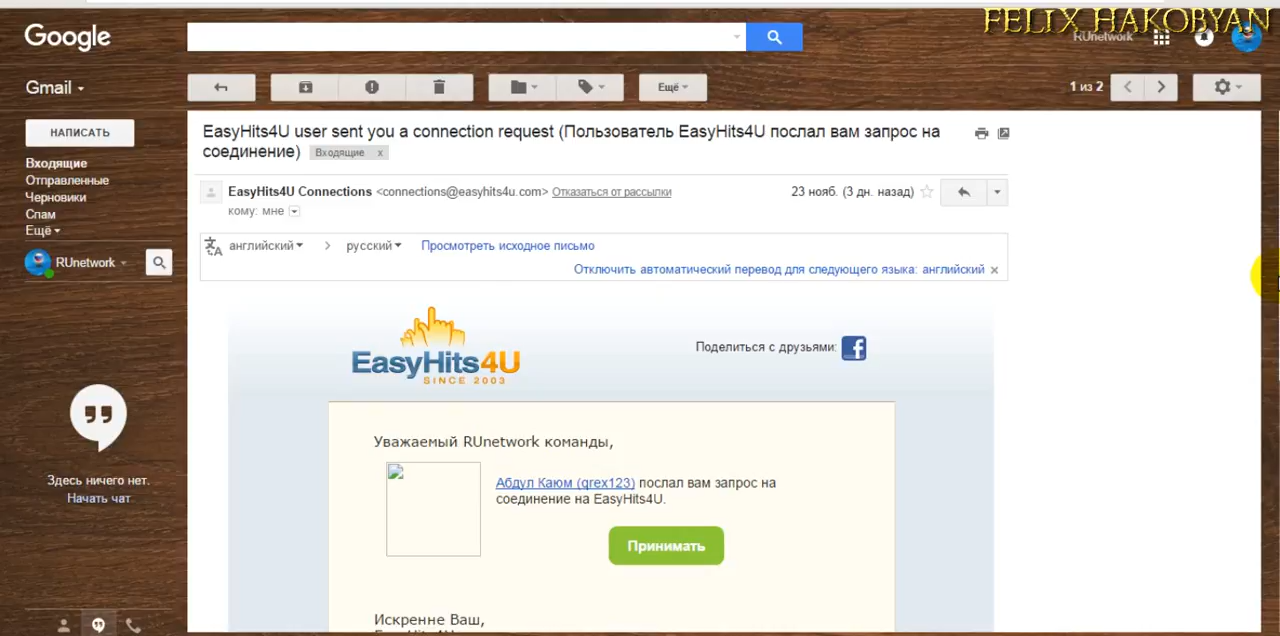 FELIX HAKOBYAN
Google
RUnetwork
Gmail
Ещё
1 из 2
НАПИСАТЬ
Входящие
Отправленные
Черновики
Спам
Ещё
RUnetwork
Здесь ничего нет.
Начать чат
EasyHits4U user sent you a connection request (Пользователь EasyHits4U послал вам запрос на
соединение) Входящие x
EasyHits4U Connections <connections@easyhits4u.com> Отказаться от рассылки
23 нояб. (3 дн. назад)
кому: мне
английский > русский Просмотреть исходное письмо
Отключить автоматический перевод для следующего языка: английский ×
EasyHits4U
SINCE 2003
Поделиться с друзьями:
Уважаемый RUnetwork команды,
Абдул Каюм (qrex123) послал вам запрос на
соединение на EasyHits4U.
Принимать
Искренне Ваш,
EasyHits4U